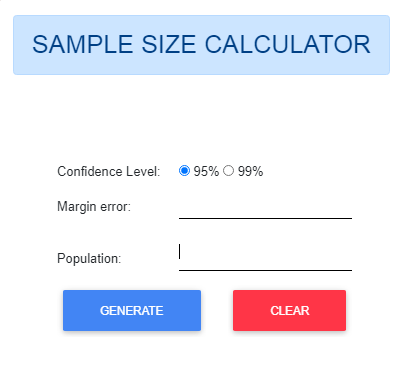 SAMPLE SIZE CALCULATOR
Confidence Level: 95% 99%
Margin error:
Population:
GENERATE CLEAR